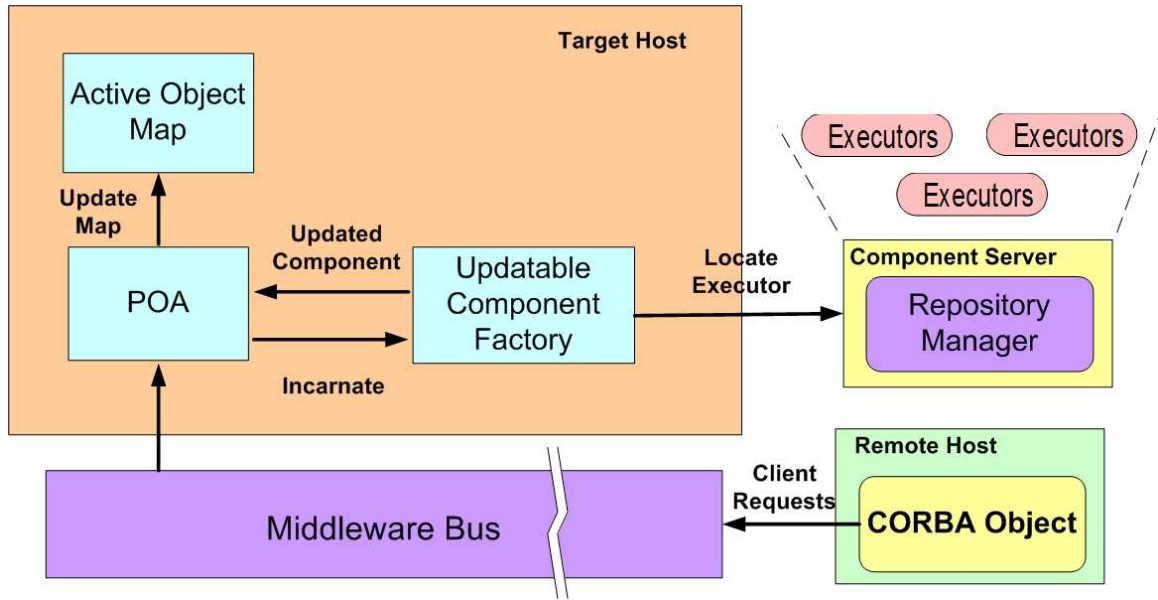 Target Host
Active Object
Map
Executors
Executors
Executors
Update
Map
Updated
Component
POA
Updatable
Component
Factory
Incarnate
Locate
Executor
Component Server
Repository
Manager
Middleware Bus
Client
Requests
Remote Host
CORBA Object